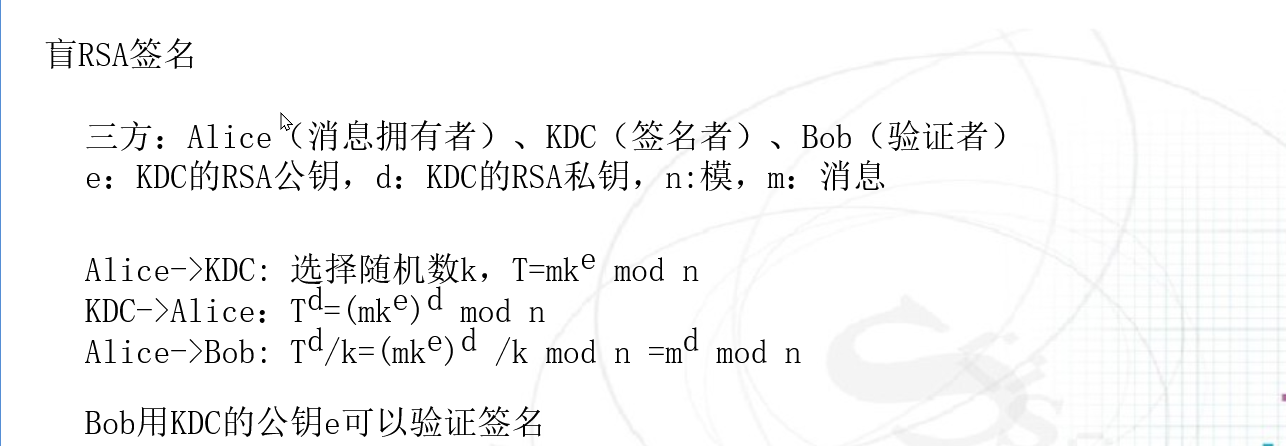 盲RSA签名
三方：Alice（消息拥有者）、KDC（签名者）、Bob（验证者）
e：KDC的RSA公钥，d：KDC的RSA私钥，n:模，m：消息
Alice->KDC: 选择随机数k，T=mk^e mod n
KDC->Alice：T^d=(mk^e)^d mod n
Alice->Bob: T^d/k=(mk^e)^d /k mod n =m^d mod n
Bob用KDC的公钥e可以验证签名